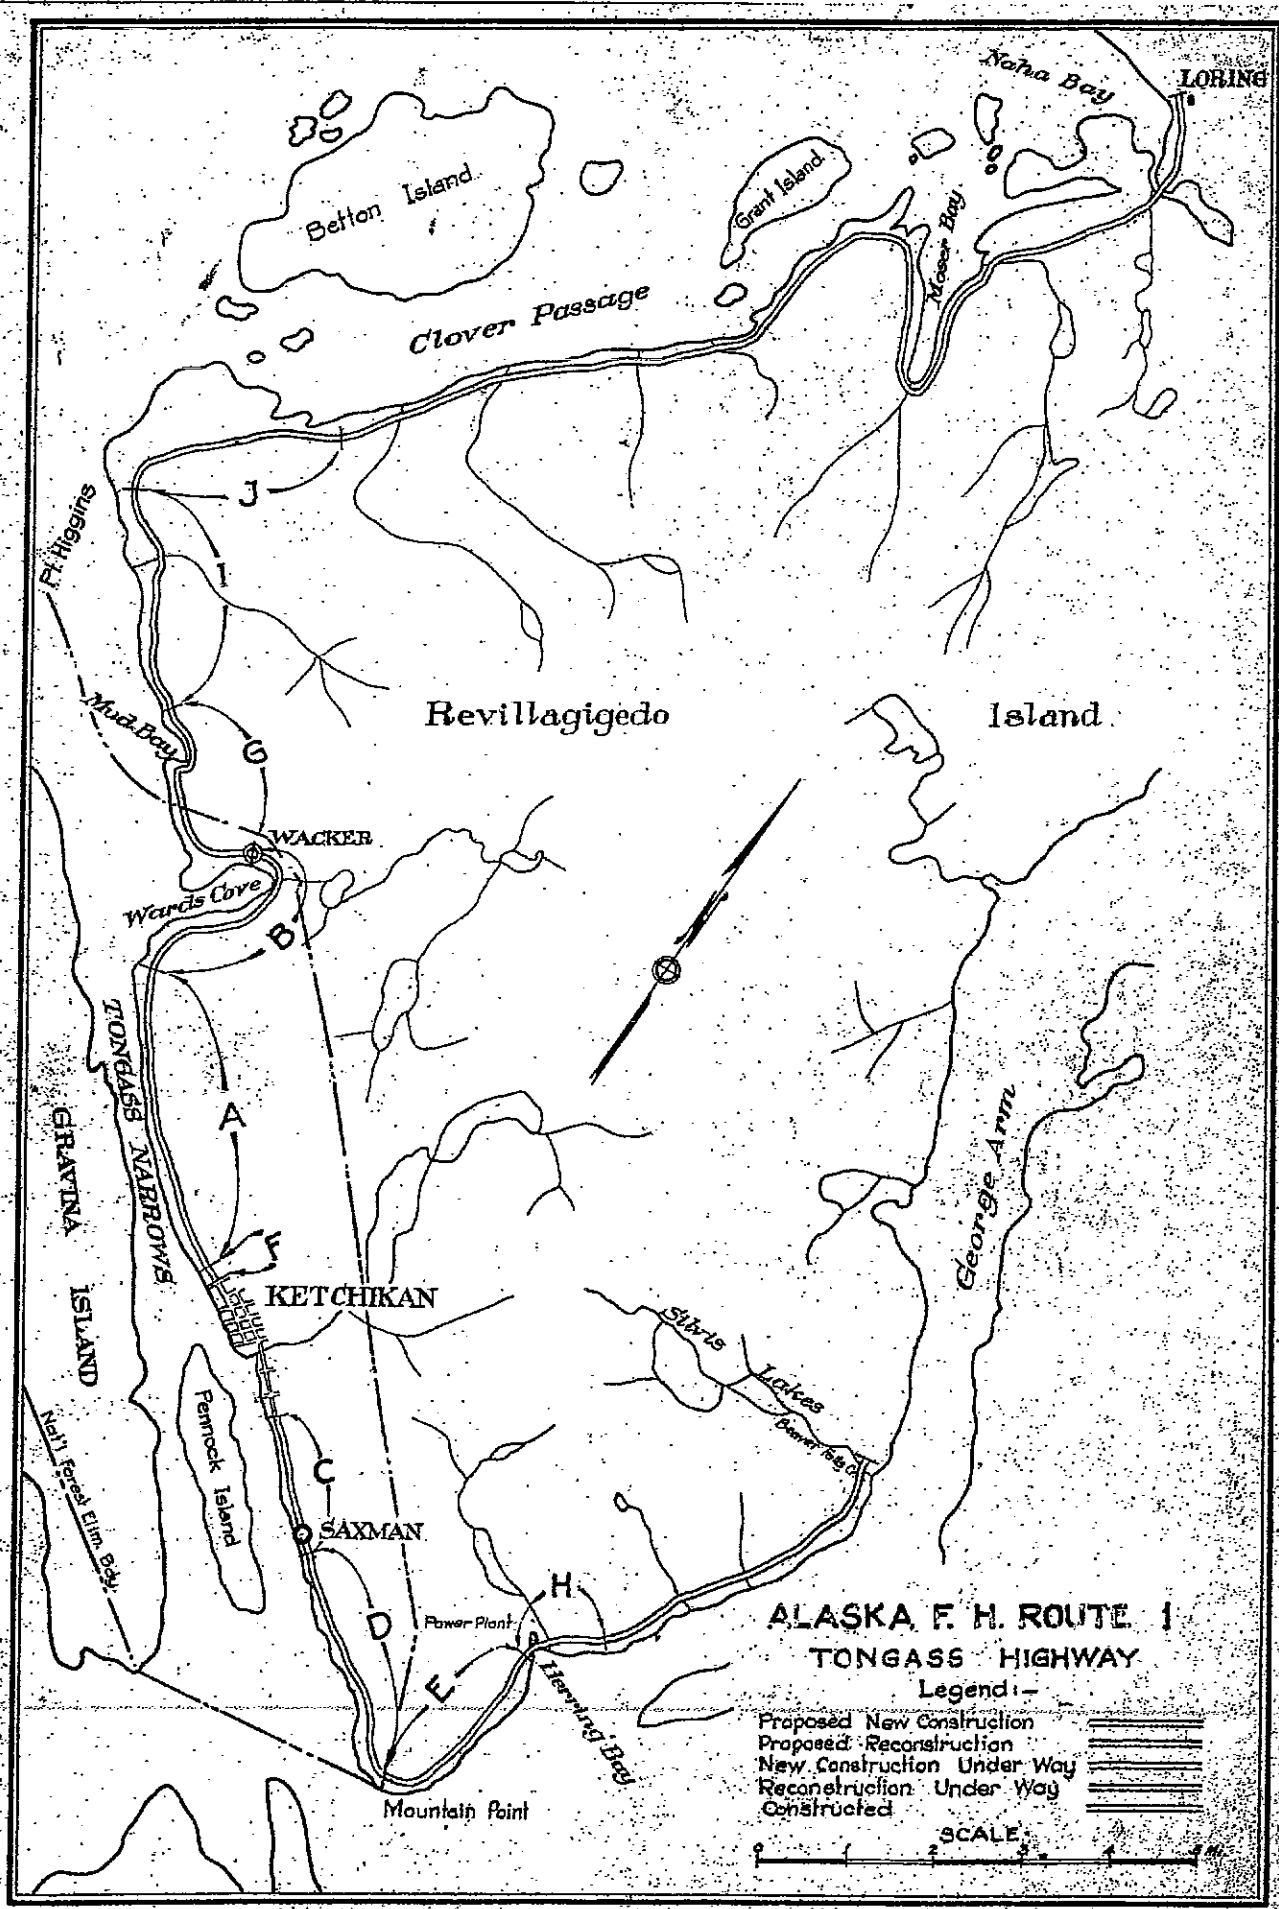 Naha Bay
LORING
Betton Island
Grant Island
Moser Bay
Clover Passage
J
Pt. Higgins
I
Revillagigedo Island
Mud Bay
G
WACKER
Wards Cove
B
TONGASS NARROWS
A
GRAVINA ISLAND
George Arm
F
KETCHIKAN
Silvis Lakes
Beaver Falls Cr.
Pennock Island
Nat'l Forest Elim. Bdy.
C
SAXMAN
D
Power Plant
H
E
Herring Bay
Mountain Point
ALASKA F. H. ROUTE 1
TONGASS HIGHWAY
Legend:-
Proposed New Construction
Proposed Reconstruction
New Construction Under Way
Reconstruction Under Way
Constructed
SCALE:
0 1 2 3 4 5 Mi.